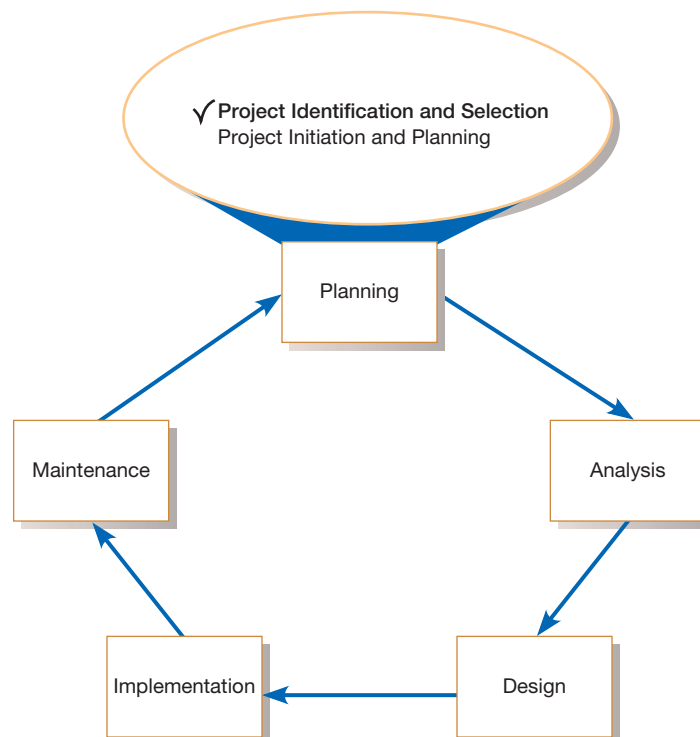 ✓Project Identification and Selection
Project Initiation and Planning
Planning
Maintenance
Analysis
Implementation
Design